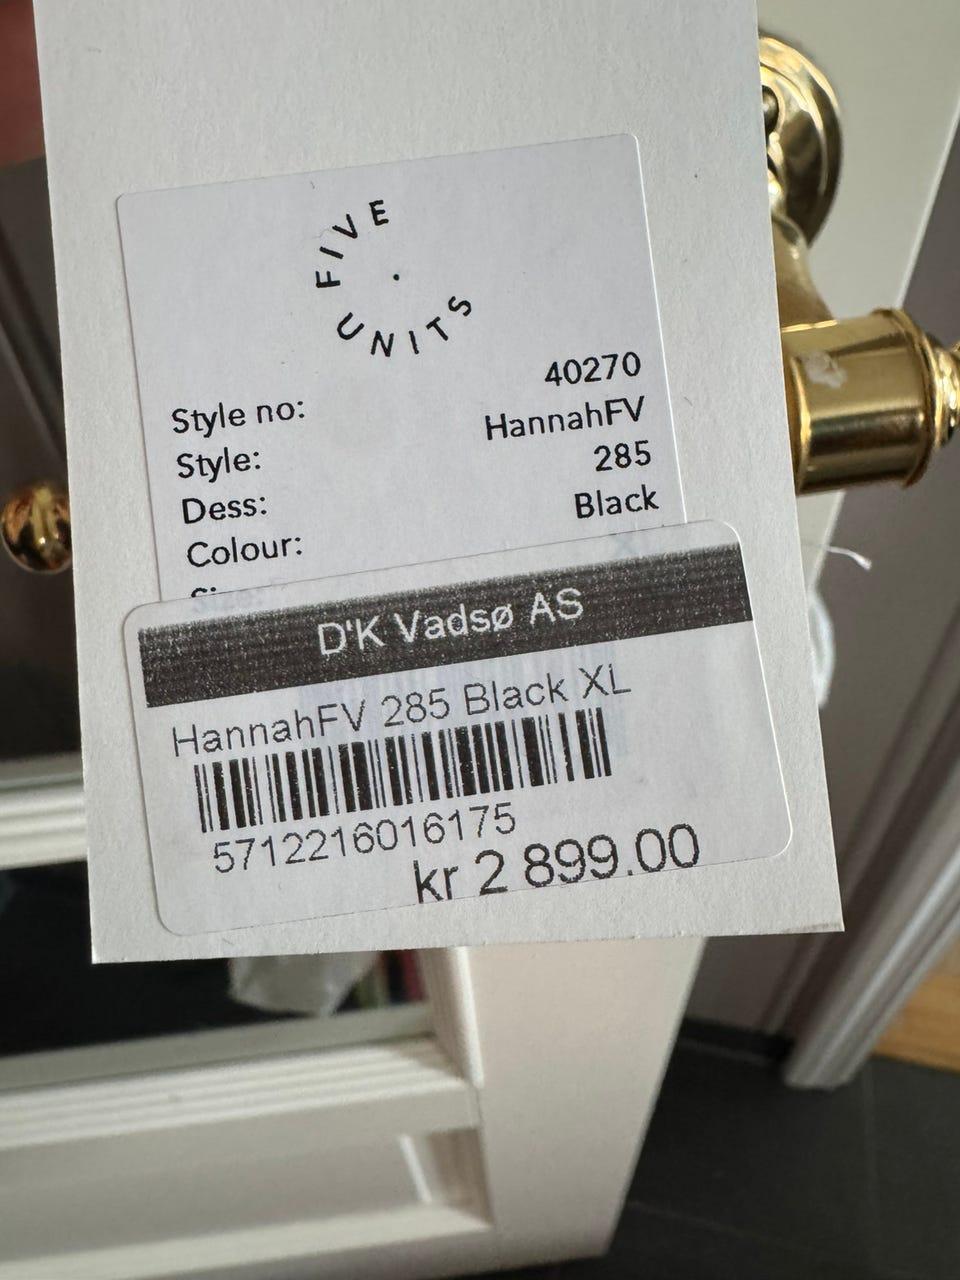 FIVE
UNITS
Style no: 40270
Style: HannahFV
Dess: 285
Colour: Black
Size:
D'K Vadsø AS
HannahFV 285 Black XL
5712216016175
kr 2 899.00